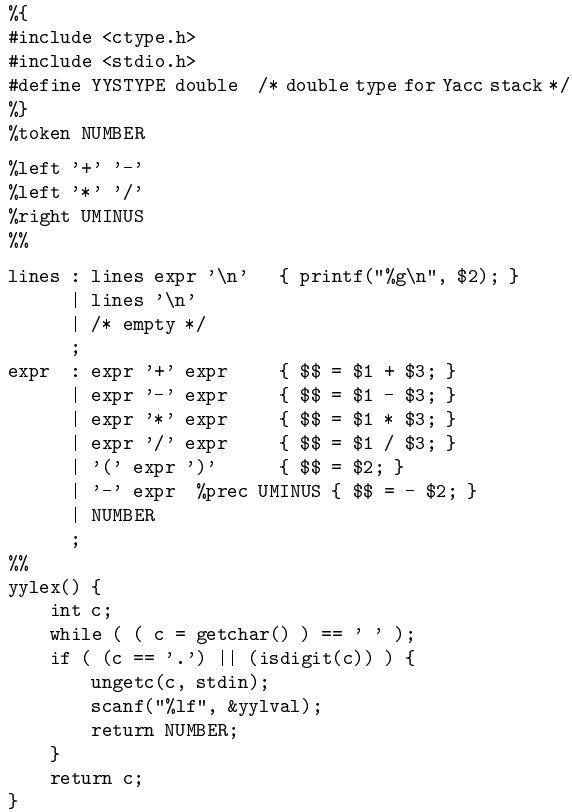 %{
#include <ctype.h>
#include <stdio.h>
#define YYSTYPE double  /* double type for Yacc stack */
%}
%token NUMBER
%left '+' '-'
%left '*' '/'
%right UMINUS
%%
lines : lines expr '\n'   { printf("%g\n", $2); }
      | lines '\n'
      | /* empty */
      ;
expr  : expr '+' expr     { $$ = $1 + $3; }
      | expr '-' expr     { $$ = $1 - $3; }
      | expr '*' expr     { $$ = $1 * $3; }
      | expr '/' expr     { $$ = $1 / $3; }
      | '(' expr ')'      { $$ = $2; }
      | '-' expr  %prec UMINUS { $$ = - $2; }
      | NUMBER
      ;
%%
yylex() {
    int c;
    while ( ( c = getchar() ) == ' ' );
    if ( (c == '.') || (isdigit(c)) ) {
        ungetc(c, stdin);
        scanf("%lf", &yylval);
        return NUMBER;
    }
    return c;
}